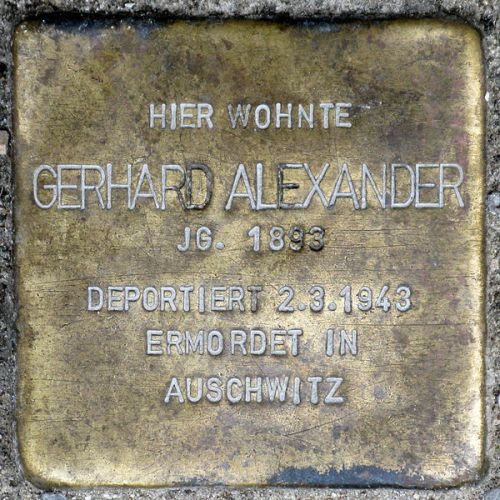 HIER WOHNTE
GERHARD ALEXANDER
JG. 1893
DEPORTIERT 2.3.1943
ERMORDET IN
AUSCHWITZ